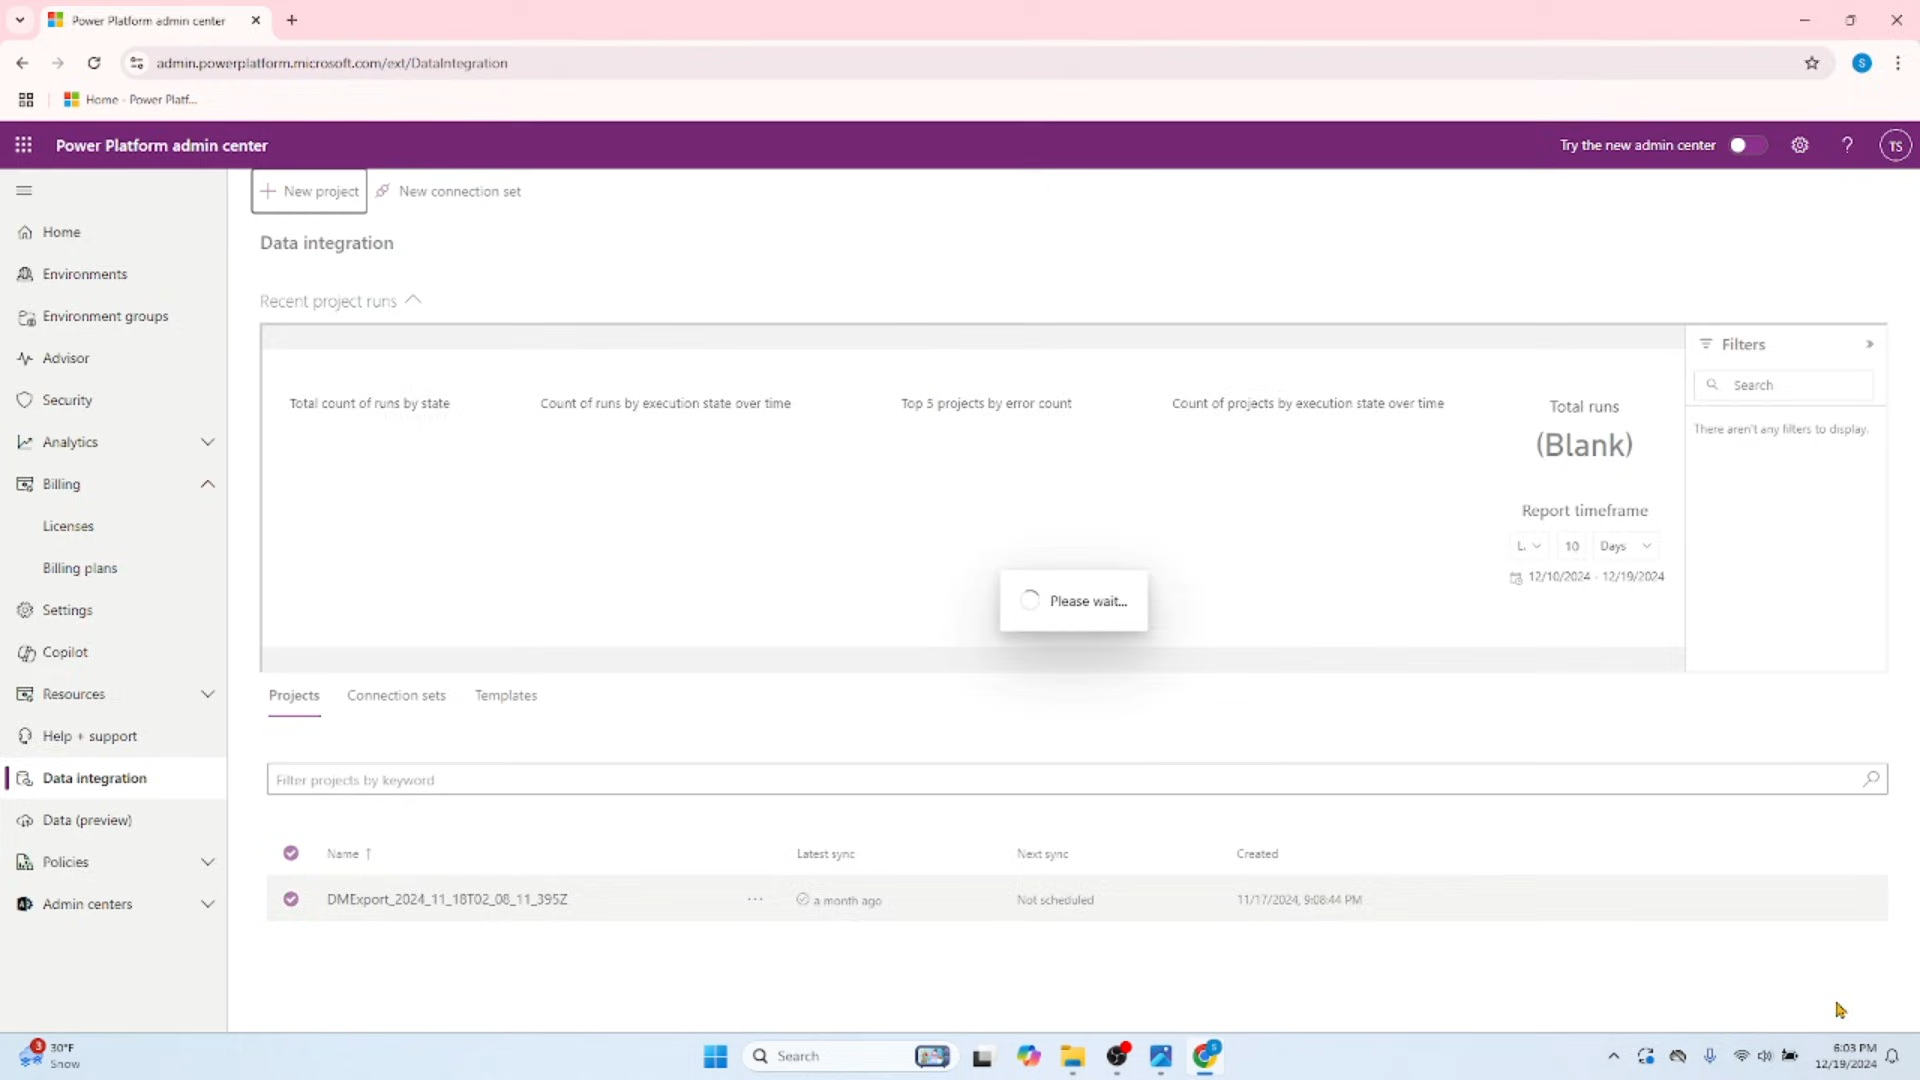 Power Platform admin center
admin.powerplatform.microsoft.com/ext/DataIntegration
S
Home - Power Platf...
Power Platform admin center
Try the new admin center
?
TS
New project
New connection set
Home
Environments
Environment groups
Advisor
Security
Analytics
Billing
Licenses
Billing plans
Settings
Copilot
Resources
Help + support
Data integration
Data (preview)
Policies
Admin centers
Data integration
Recent project runs
Total count of runs by state
Count of runs by execution state over time
Top 5 projects by error count
Count of projects by execution state over time
Total runs
(Blank)
Report timeframe
L.
10
Days
12/10/2024 - 12/19/2024
Filters
Search
There aren't any filters to display.
Please wait...
Projects
Connection sets
Templates
Filter projects by keyword
Name ↑
Latest sync
Next sync
Created
DMExport_2024_11_18T02_08_11_395Z
...
a month ago
Not scheduled
11/17/2024, 9:08:44 PM
3
30°F
Snow
Search
S
6:03 PM
12/19/2024